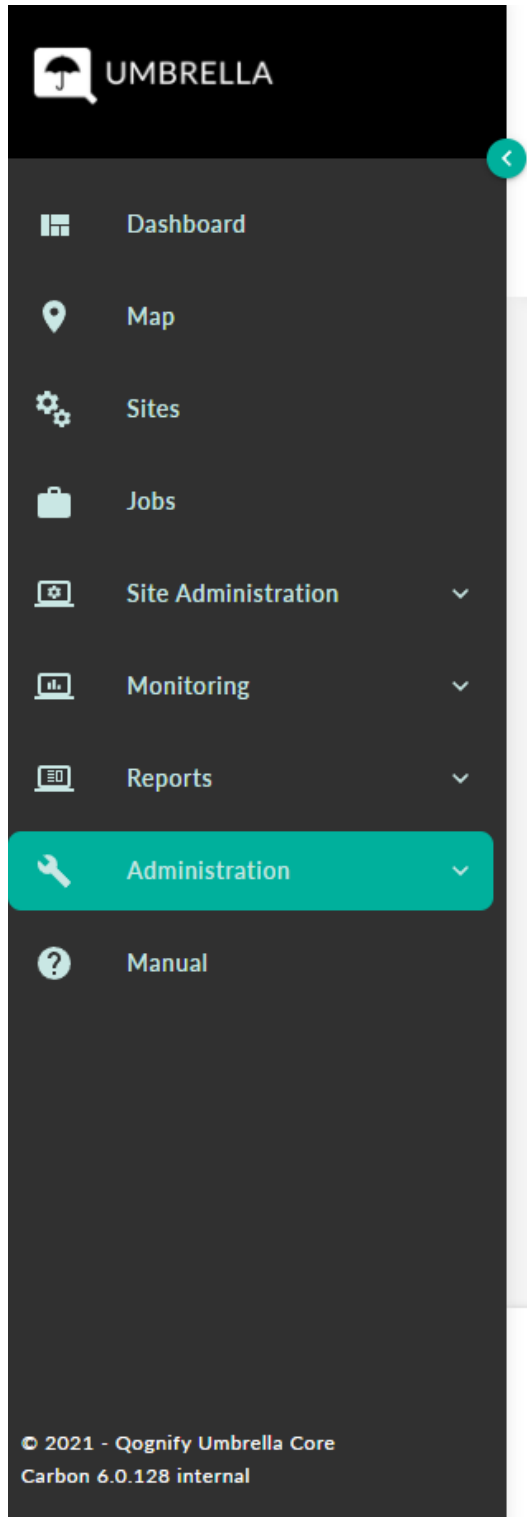 UMBRELLA
Dashboard
Map
Sites
Jobs
Site Administration
Monitoring
Reports
Administration
Manual
© 2021 - Qognify Umbrella Core
Carbon 6.0.128 internal